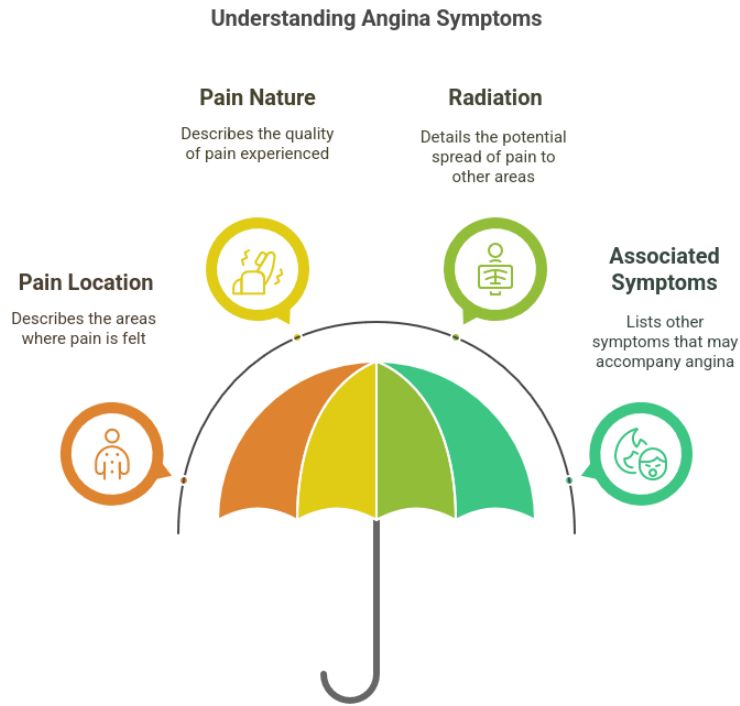 Understanding Angina Symptoms
Pain Nature
Describes the quality
of pain experienced
Radiation
Details the potential
spread of pain to
other areas
Pain Location
Describes the areas
where pain is felt
Associated
Symptoms
Lists other
symptoms that may
accompany angina